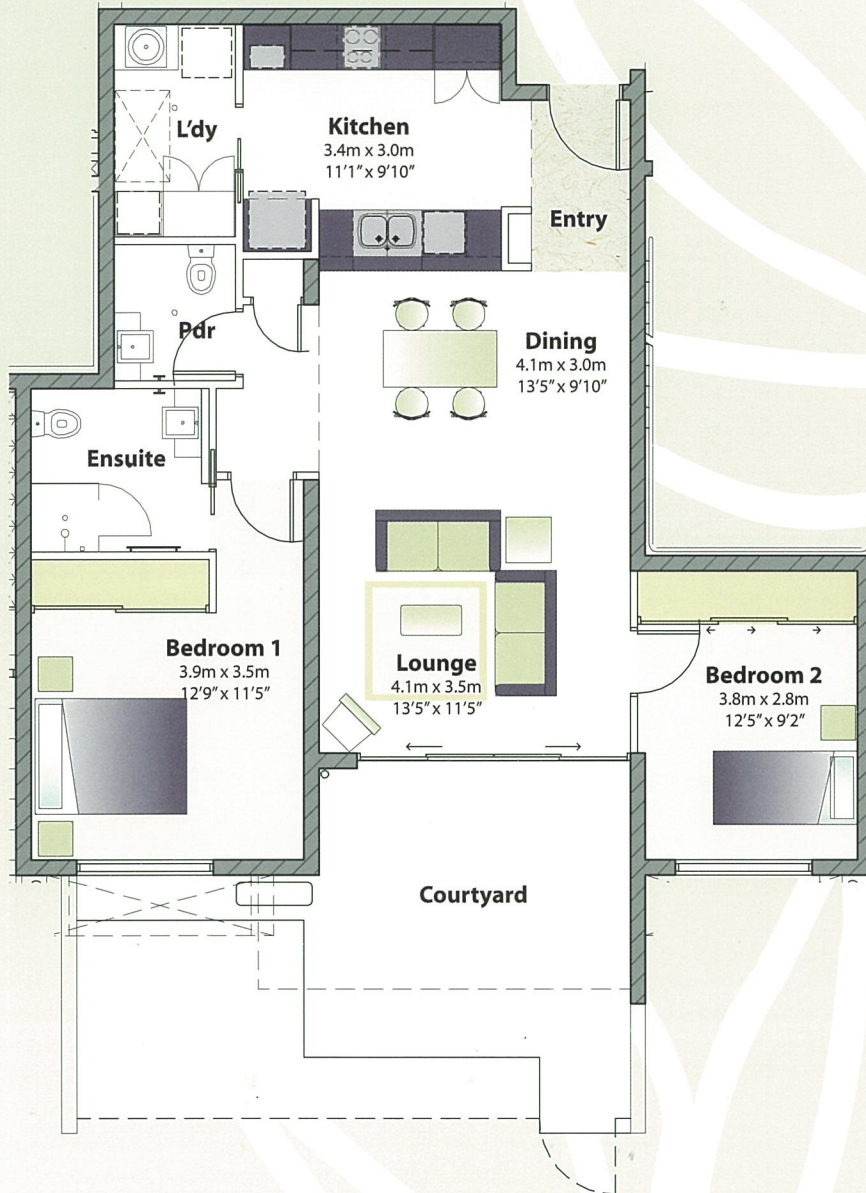 L'dy
Kitchen
3.4m x 3.0m
11'1" x 9'10"
Entry
Pdr
Dining
4.1m x 3.0m
13'5" x 9'10"
Ensuite
Bedroom 1
3.9m x 3.5m
12'9" x 11'5"
Lounge
4.1m x 3.5m
13'5" x 11'5"
Bedroom 2
3.8m x 2.8m
12'5" x 9'2"
Courtyard